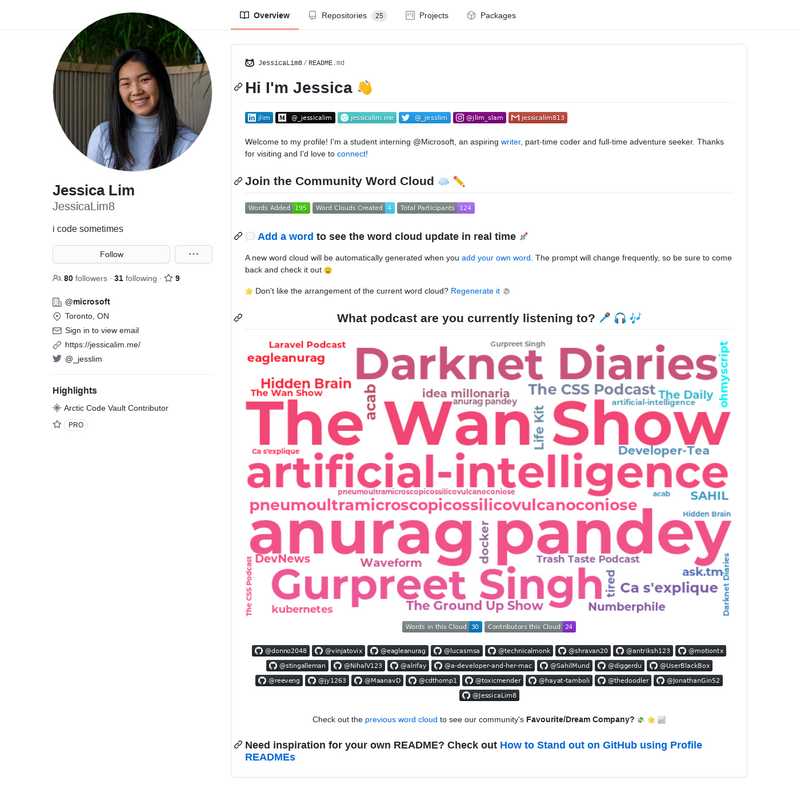 Overview
Repositories 25
Projects
Packages
Jessica Lim
JessicaLim8
i code sometimes
Follow
80 followers · 31 following · 9
@microsoft
Toronto, ON
Sign in to view email
https://jessicalim.me/
@_jesslim
Highlights
Arctic Code Vault Contributor
PRO
JessicaLim8 / README.md
Hi I'm Jessica 👋
jlim @_jessicalim jessicalim.me @_jesslim @jlim_slam jessicalim813
Welcome to my profile! I'm a student interning @Microsoft, an aspiring writer, part-time coder and full-time adventure seeker. Thanks
for visiting and I'd love to connect!
Join the Community Word Cloud ☁️ ✏️
Words Added 195 Word Clouds Created 4 Total Participants 124
Add a word to see the word cloud update in real time 🚀
A new word cloud will be automatically generated when you add your own word. The prompt will change frequently, so be sure to come
back and check it out 😄
⭐ Don't like the arrangement of the current word cloud? Regenerate it 🎲
What podcast are you currently listening to? 🎤 🎧 🎶
Laravel Podcast
Gurpreet Singh
eagleanurag
Darknet Diaries
ohmyscript
Hidden Brain
The Wan Show
acab
idea millonaria
anurag pandey
The CSS Podcast
The Daily
artificial-intelligence
The Wan Show
Life Kit
Ca s'explique
Developer-Tea
artificial-intelligence
pneumoultramicroscopicossilicovulcanoconiose
acab
SAHIL
pneumoultramicroscopicossilicovulcanoconiose
Hidden Brain
anurag pandey
docker
DevNews
Waveform
Trash Taste Podcast
The CSS Podcast
Gurpreet Singh
tired
ask.tm
Ca s'explique
Darknet Diaries
kubernetes
The Ground Up Show
Numberphile
Words in this Cloud 30 Contributors this Cloud 24
@donno2048 @vinjatovix @eagleanurag @lucasmsa @technicalmonk @shravan20 @antriksh123 @motiontx
@stingalleman @NihalV123 @alrifay @a-developer-and-her-mac @SahilMund @diggerdu @UserBlackBox
@reeveng @jy1263 @MaanavD @cdthomp1 @toxicmender @hayat-tamboli @thedoodler @JonathanGin52
@JessicaLim8
Check out the previous word cloud to see our community's Favourite/Dream Company? 💸 🌟 📈
Need inspiration for your own README? Check out How to Stand out on GitHub using Profile
READMEs